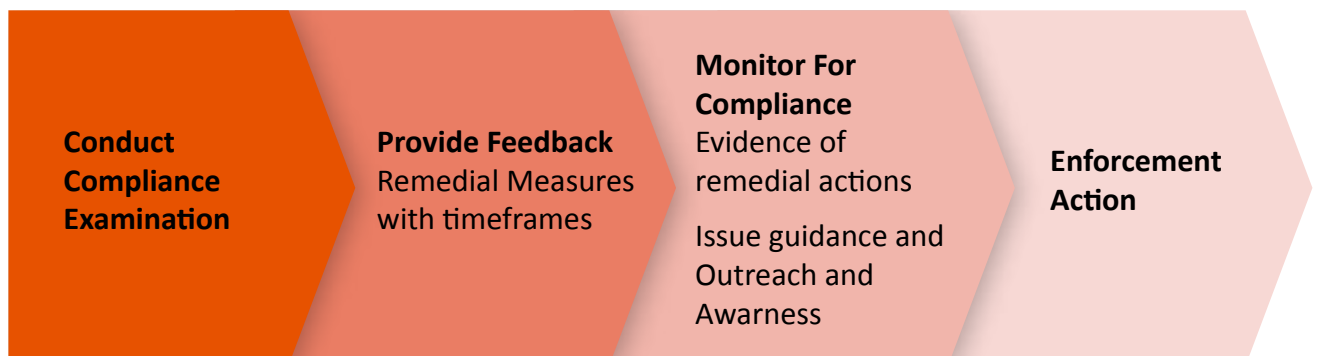 Conduct
Compliance
Examination
Provide Feedback
Remedial Measures
with timeframes
Monitor For
Compliance
Evidence of
remedial actions
Issue guidance and
Outreach and
Awarness
Enforcement
Action